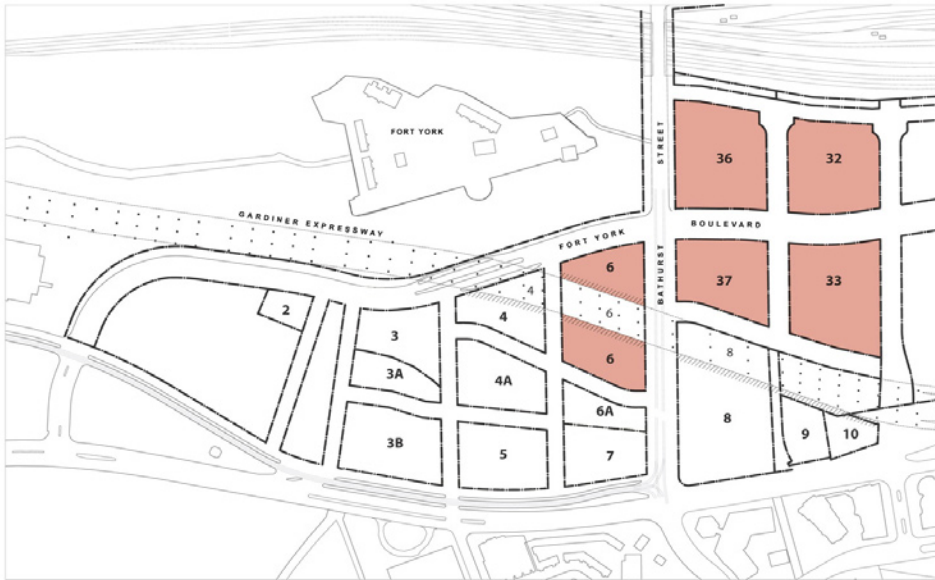 FORT YORK
STREET
36
32
GARDINER EXPRESSWAY
BOULEVARD
FORT YORK
BATHURST
6
37
33
4
6
2
4
3
6
8
3A
4A
6A
8
9
10
3B
5
7